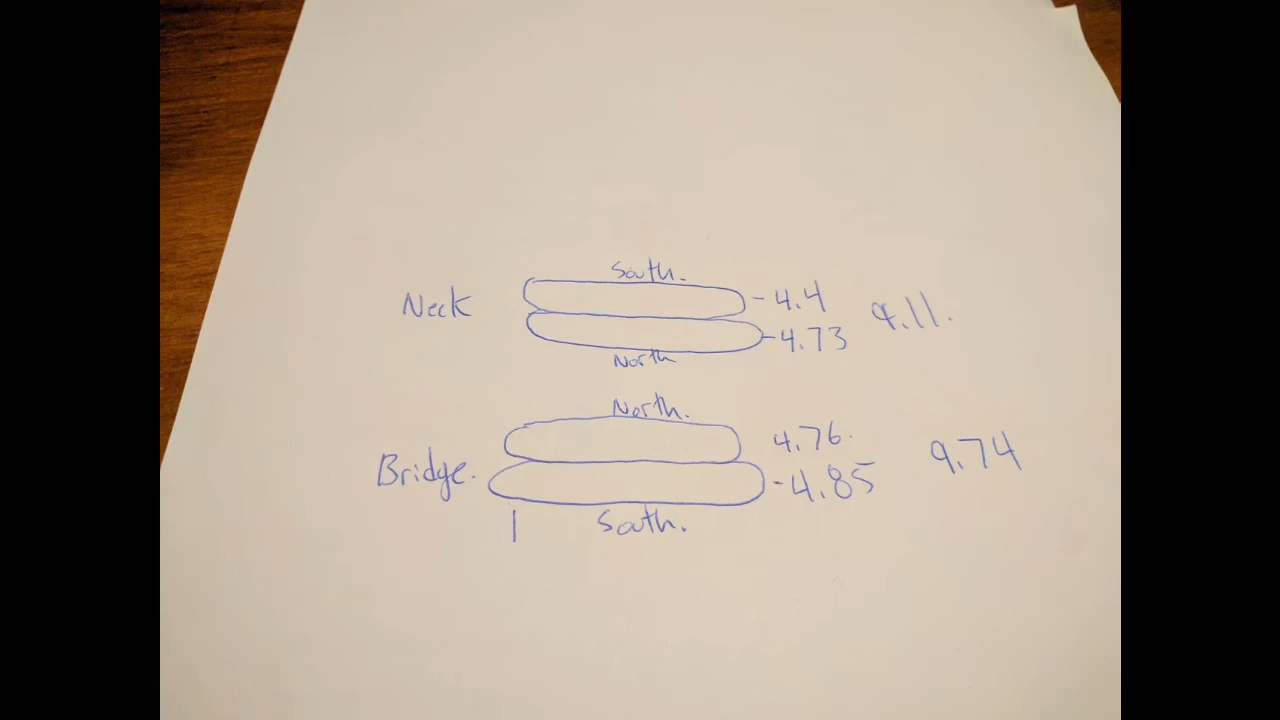 South.
Neck -4.4 9.11.
-4.73
North
North.
4.76.
Bridge. -4.85 9.74
South.